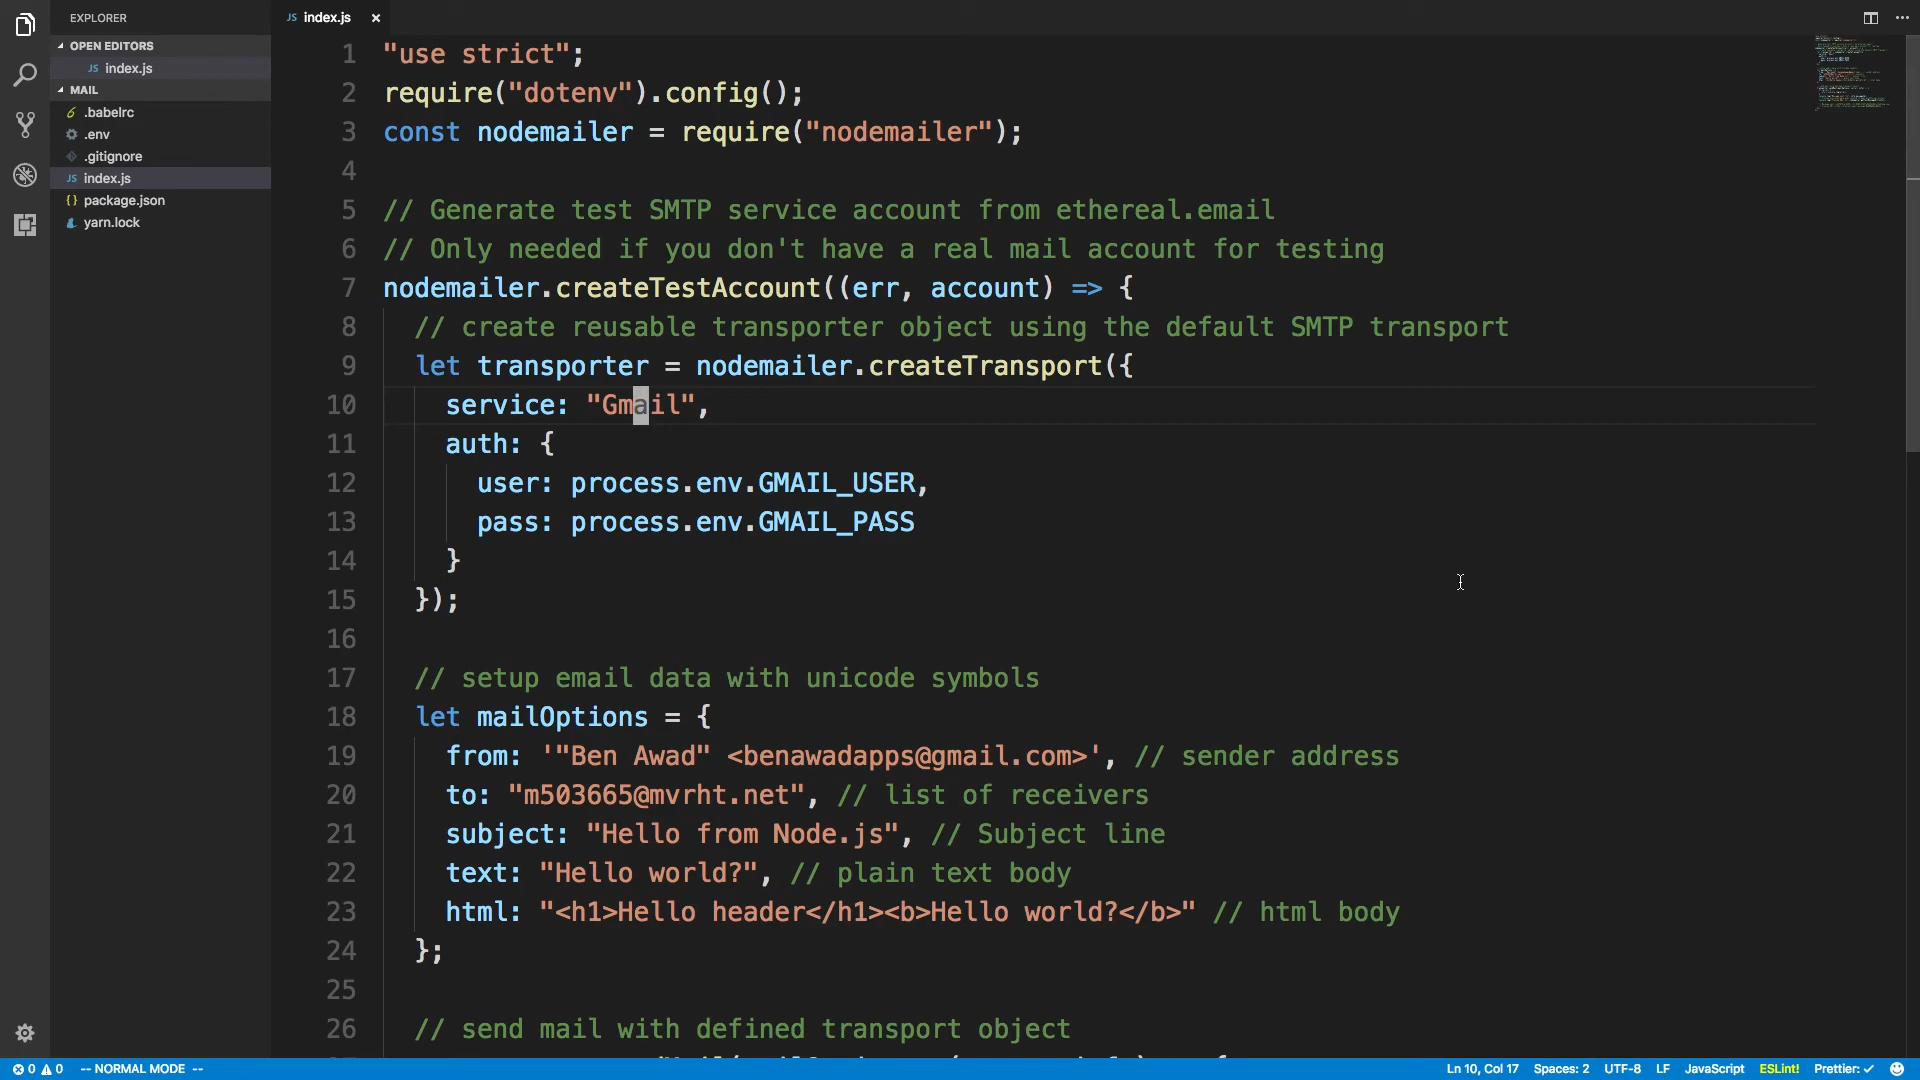 EXPLORER
OPEN EDITORS
JS index.js
MAIL
.babelrc
.env
.gitignore
JS index.js
{} package.json
yarn.lock
JS index.js ×
1 "use strict";
2 require("dotenv").config();
3 const nodemailer = require("nodemailer");
4
5 // Generate test SMTP service account from ethereal.email
6 // Only needed if you don't have a real mail account for testing
7 nodemailer.createTestAccount((err, account) => {
8 // create reusable transporter object using the default SMTP transport
9 let transporter = nodemailer.createTransport({
10 service: "Gmail",
11 auth: {
12 user: process.env.GMAIL_USER,
13 pass: process.env.GMAIL_PASS
14 }
15 });
16
17 // setup email data with unicode symbols
18 let mailOptions = {
19 from: '"Ben Awad" <benawadapps@gmail.com>', // sender address
20 to: "m503665@mvrht.net", // list of receivers
21 subject: "Hello from Node.js", // Subject line
22 text: "Hello world?", // plain text body
23 html: "<h1>Hello header</h1><b>Hello world?</b>" // html body
24 };
25
26 // send mail with defined transport object
0 0 -- NORMAL MODE -- Ln 10, Col 17 Spaces: 2 UTF-8 LF JavaScript ESLint! Prettier: ✓